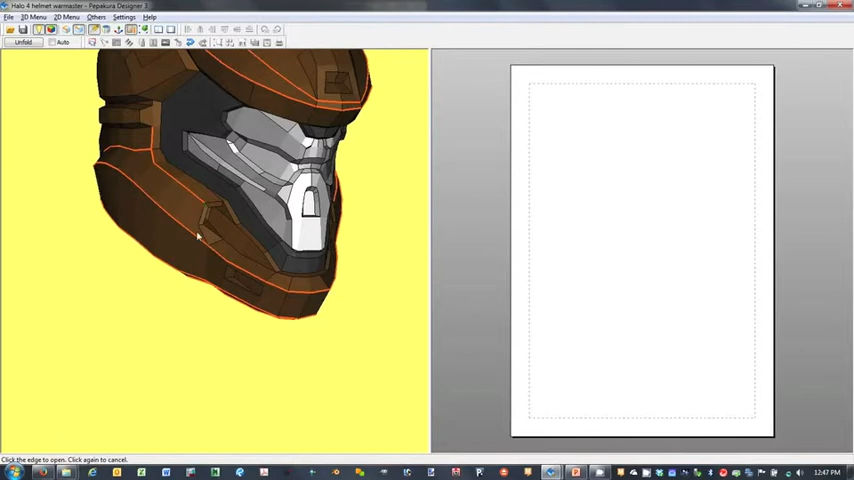 Halo 4 helmet warmaster - Pepakura Designer 3
File 3D Menu 2D Menu Others Settings Help
Unfold Auto
Click the edge to open. Click again to cancel.
12:47 PM